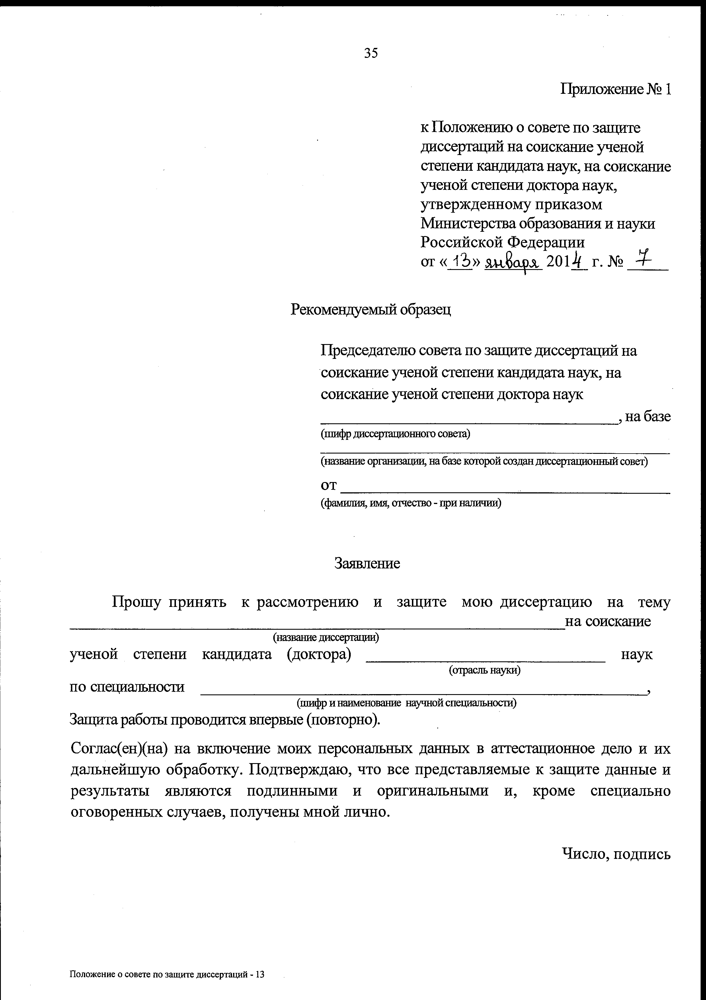 35
Приложение № 1
к Положению о совете по защите
диссертаций на соискание ученой
степени кандидата наук, на соискание
ученой степени доктора наук,
утвержденному приказом
Министерства образования и науки
Российской Федерации
от «13» января 2014 г. № 7
Рекомендуемый образец
Председателю совета по защите диссертаций на
соискание ученой степени кандидата наук, на
соискание ученой степени доктора наук
, на базе
(шифр диссертационного совета)
(название организации, на базе которой создан диссертационный совет)
от
(фамилия, имя, отчество - при наличии)
Заявление
Прошу принять к рассмотрению и защите мою диссертацию на тему
на соискание
(название диссертации)
ученой степени кандидата (доктора) наук
(отрасль науки)
по специальности ,
(шифр и наименование научной специальности)
Защита работы проводится впервые (повторно).
Соглас(ен)(на) на включение моих персональных данных в аттестационное дело и их
дальнейшую обработку. Подтверждаю, что все представляемые к защите данные и
результаты являются подлинными и оригинальными и, кроме специально
оговоренных случаев, получены мной лично.
Число, подпись
Положение о совете по защите диссертаций - 13